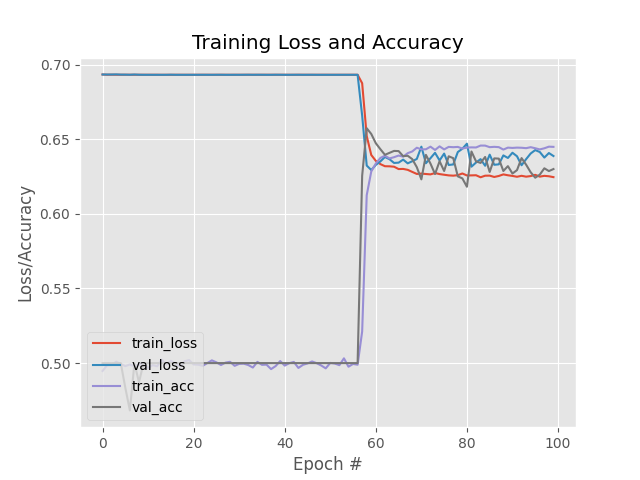 Training Loss and Accuracy
Loss/Accuracy
0.70
0.65
0.60
0.55
0.50
train_loss
val_loss
train_acc
val_acc
0
20
40
60
80
100
Epoch #